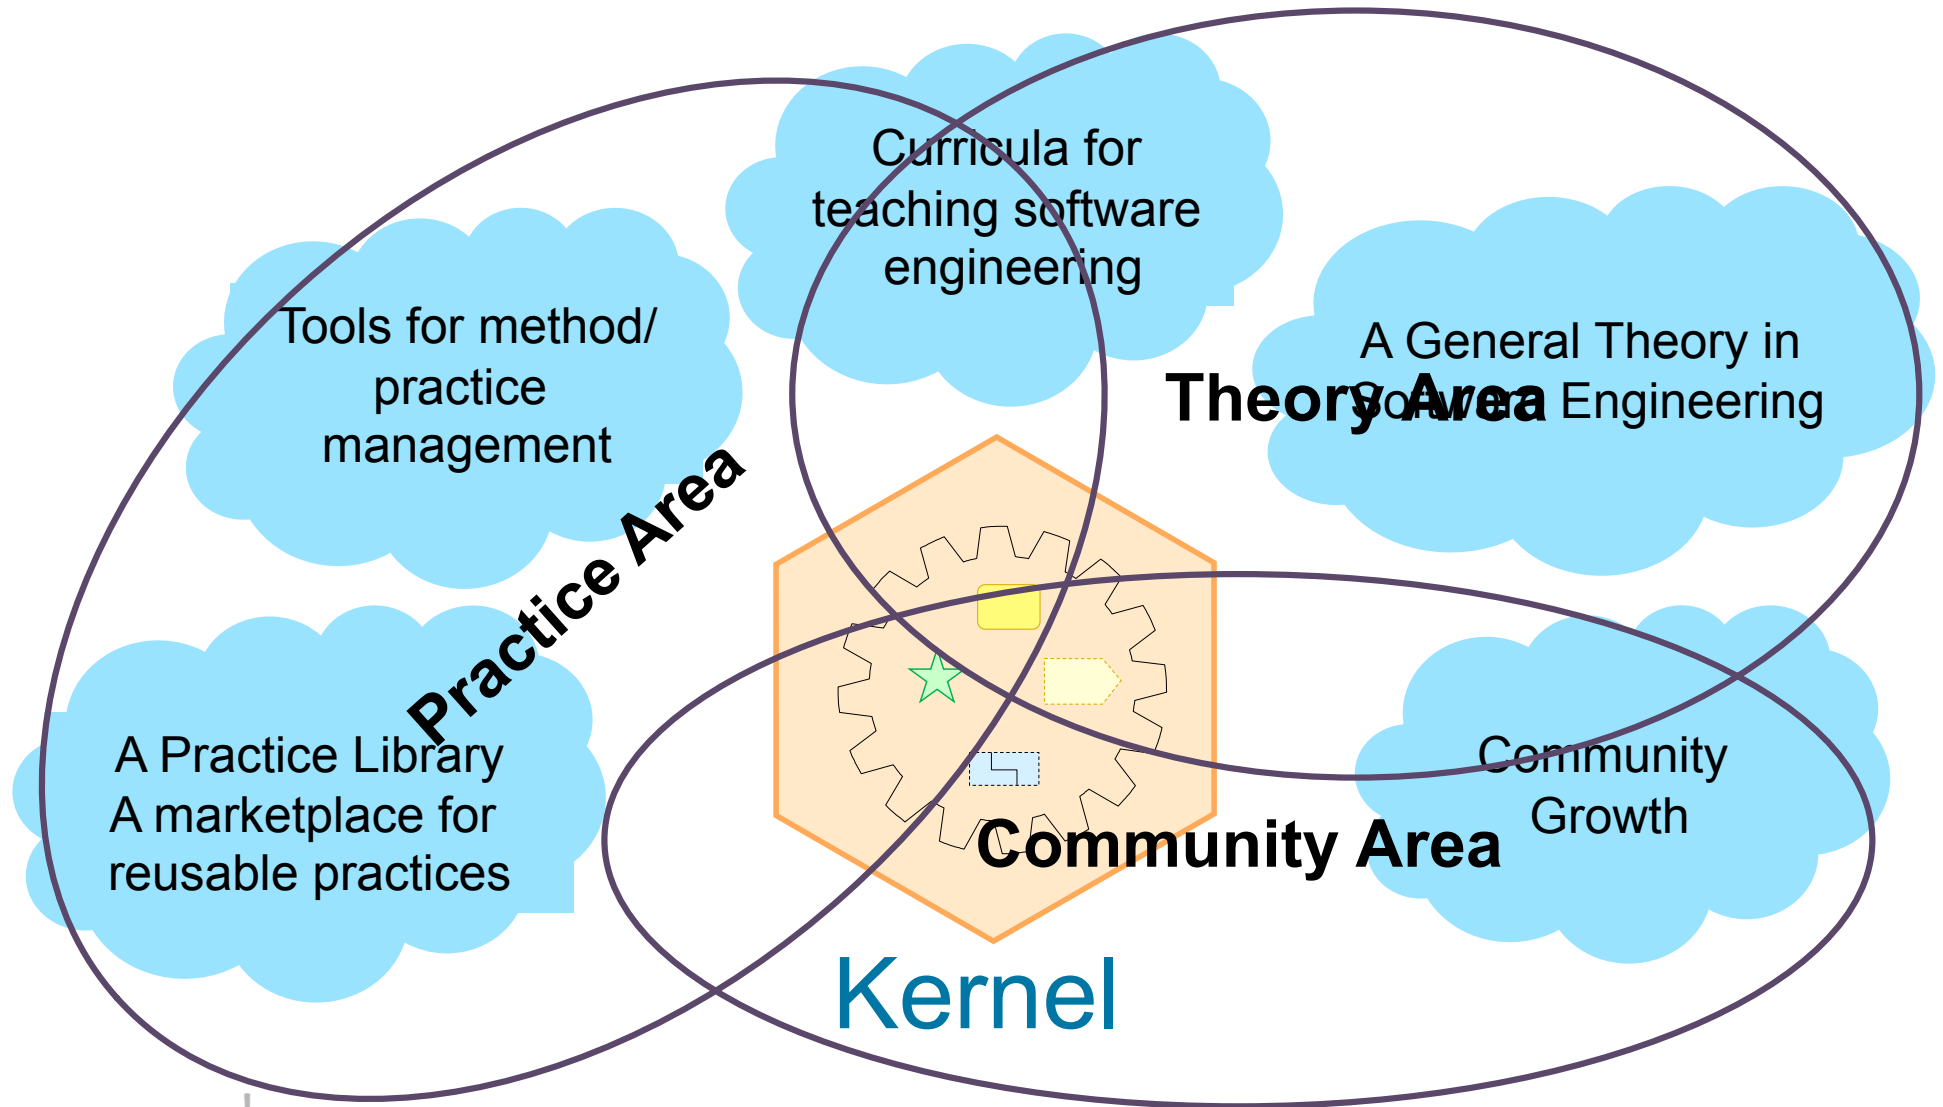 Curricula for
teaching software
engineering
Tools for method/
practice
management
A General Theory in
Software Engineering
Theory Area
Practice Area
A Practice Library
A marketplace for
reusable practices
Community
Growth
Community Area
Kernel